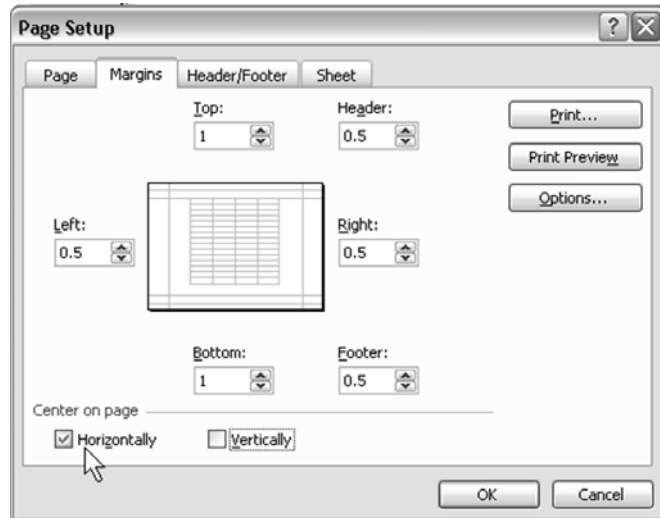 Page Setup
Page Margins Header/Footer Sheet
Top: Header:
1 0.5
Print...
Print Preview
Options...
Left: Right:
0.5 0.5
Bottom: Footer:
1 0.5
Center on page
Horizontally Vertically
OK Cancel